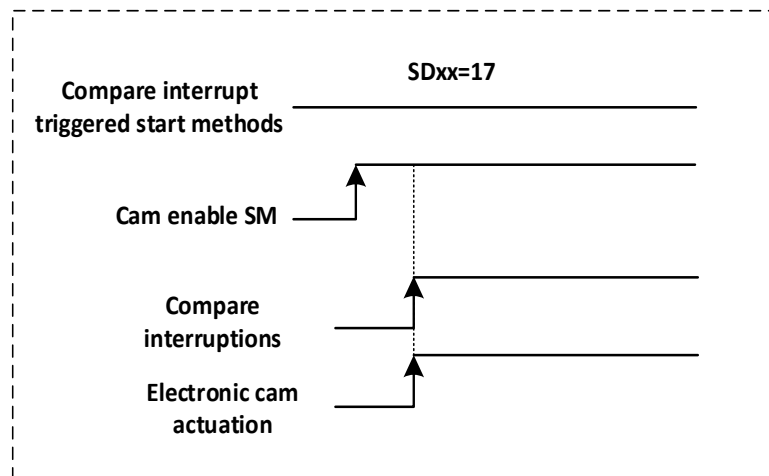 SDxx=17
Compare interrupt
triggered start methods
Cam enable SM
Compare
interruptions
Electronic cam
actuation